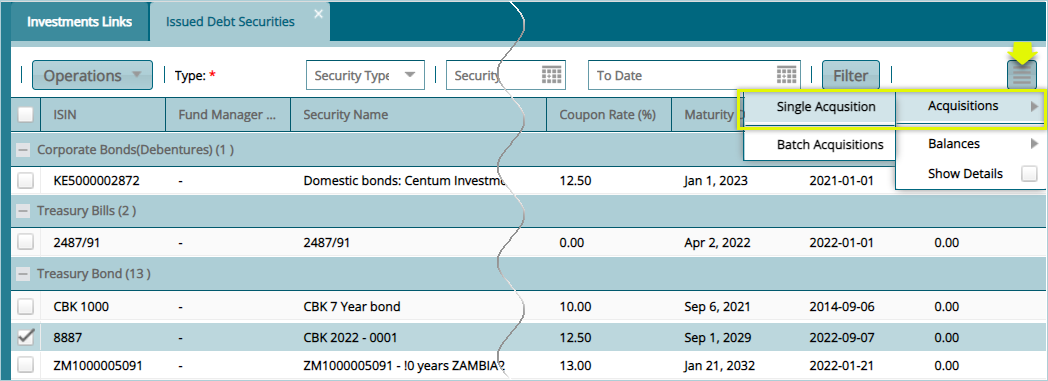 Investments Links Issued Debt Securities
Operations Type: * Security Type Security To Date Filter
Single Acqusition Acquisitions
ISIN Fund Manager ... Security Name Coupon Rate (%) Maturity
Batch Acquisitions Balances
Corporate Bonds(Debentures) (1 )
Show Details
KE5000002872 - Domestic bonds: Centum Investme 12.50 Jan 1, 2023 2021-01-01
Treasury Bills (2 )
2487/91 - 2487/91 0.00 Apr 2, 2022 2022-01-01 0.00
Treasury Bond (13 )
CBK 1000 - CBK 7 Year bond 10.00 Sep 6, 2021 2014-09-06 0.00
8887 - CBK 2022 - 0001 12.50 Sep 1, 2029 2022-09-07 0.00
ZM1000005091 - ZM1000005091 - !0 years ZAMBIA2 13.00 Jan 21, 2032 2022-01-21 0.00